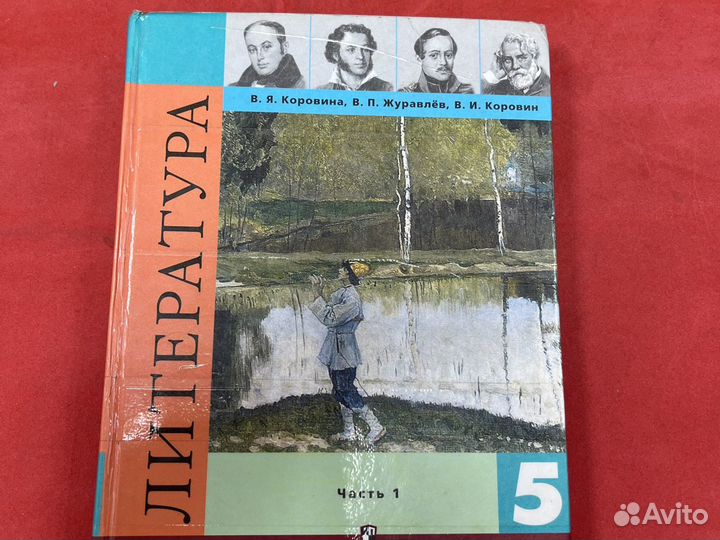 В. Я. Коровина, В. П. Журавлёв, В. И. Коровин
ЛИТЕРАТУРА
Часть 1
5
Avito